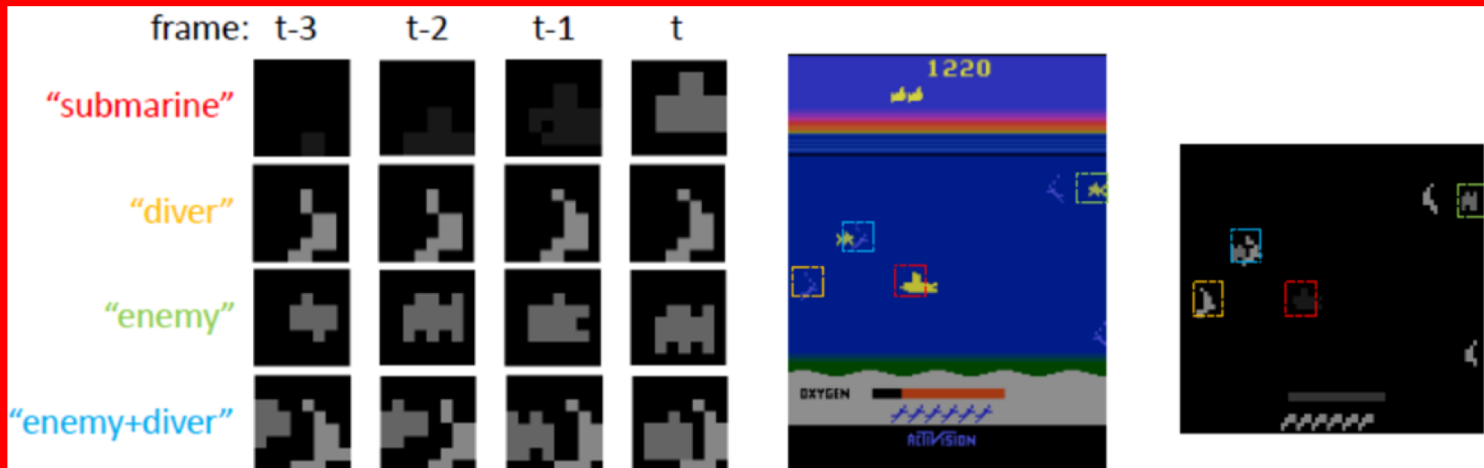 frame: t-3 t-2 t-1 t
“submarine”
“diver”
“enemy”
“enemy+diver”
1220
OXYGEN
ACTIVISION